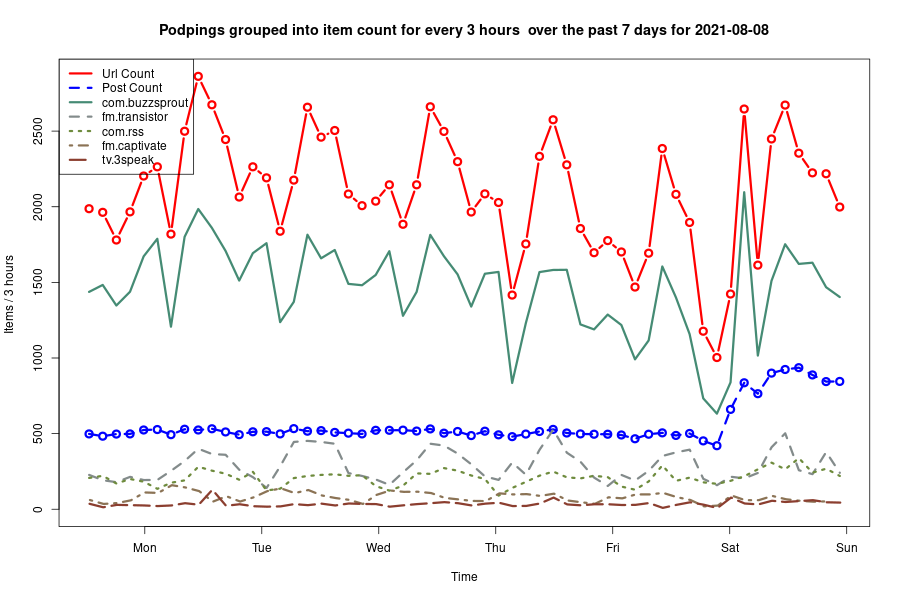 Podpings grouped into item count for every 3 hours  over the past 7 days for 2021-08-08
Url Count
Post Count
com.buzzsprout
fm.transistor
com.rss
fm.captivate
tv.3speak
Items / 3 hours
2500
2000
1500
1000
500
0
Mon Tue Wed Thu Fri Sat Sun
Time